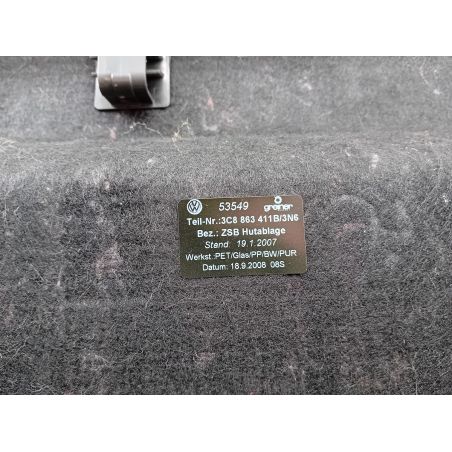 53549 greiner
Teil-Nr.:3C8 863 411B/3N6
Bez.: ZSB Hutablage
Stand: 19.1.2007
Werkst.:PET/Glas/PP/BW/PUR
Datum: 18.9.2008 08S